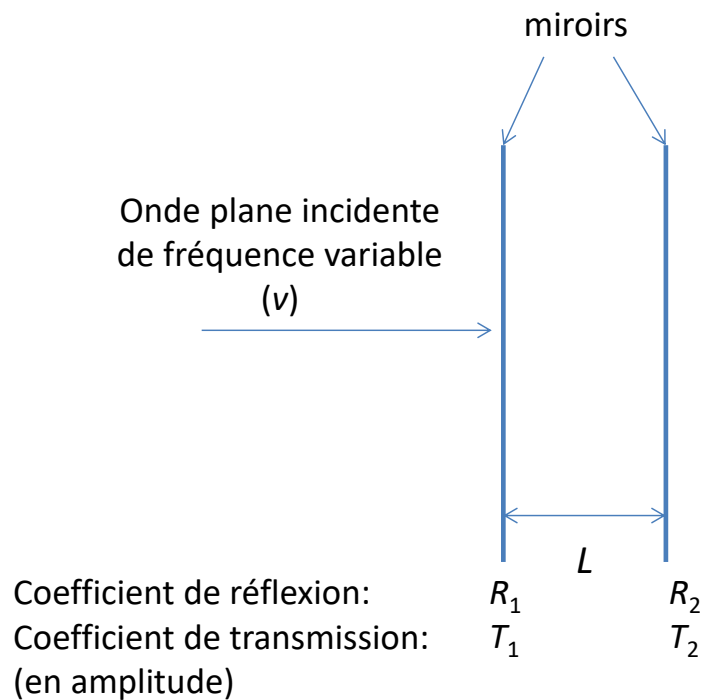 miroirs
Onde plane incidente
de fréquence variable
(ν)
L
Coefficient de réflexion: R₁ R₂
Coefficient de transmission: T₁ T₂
(en amplitude)